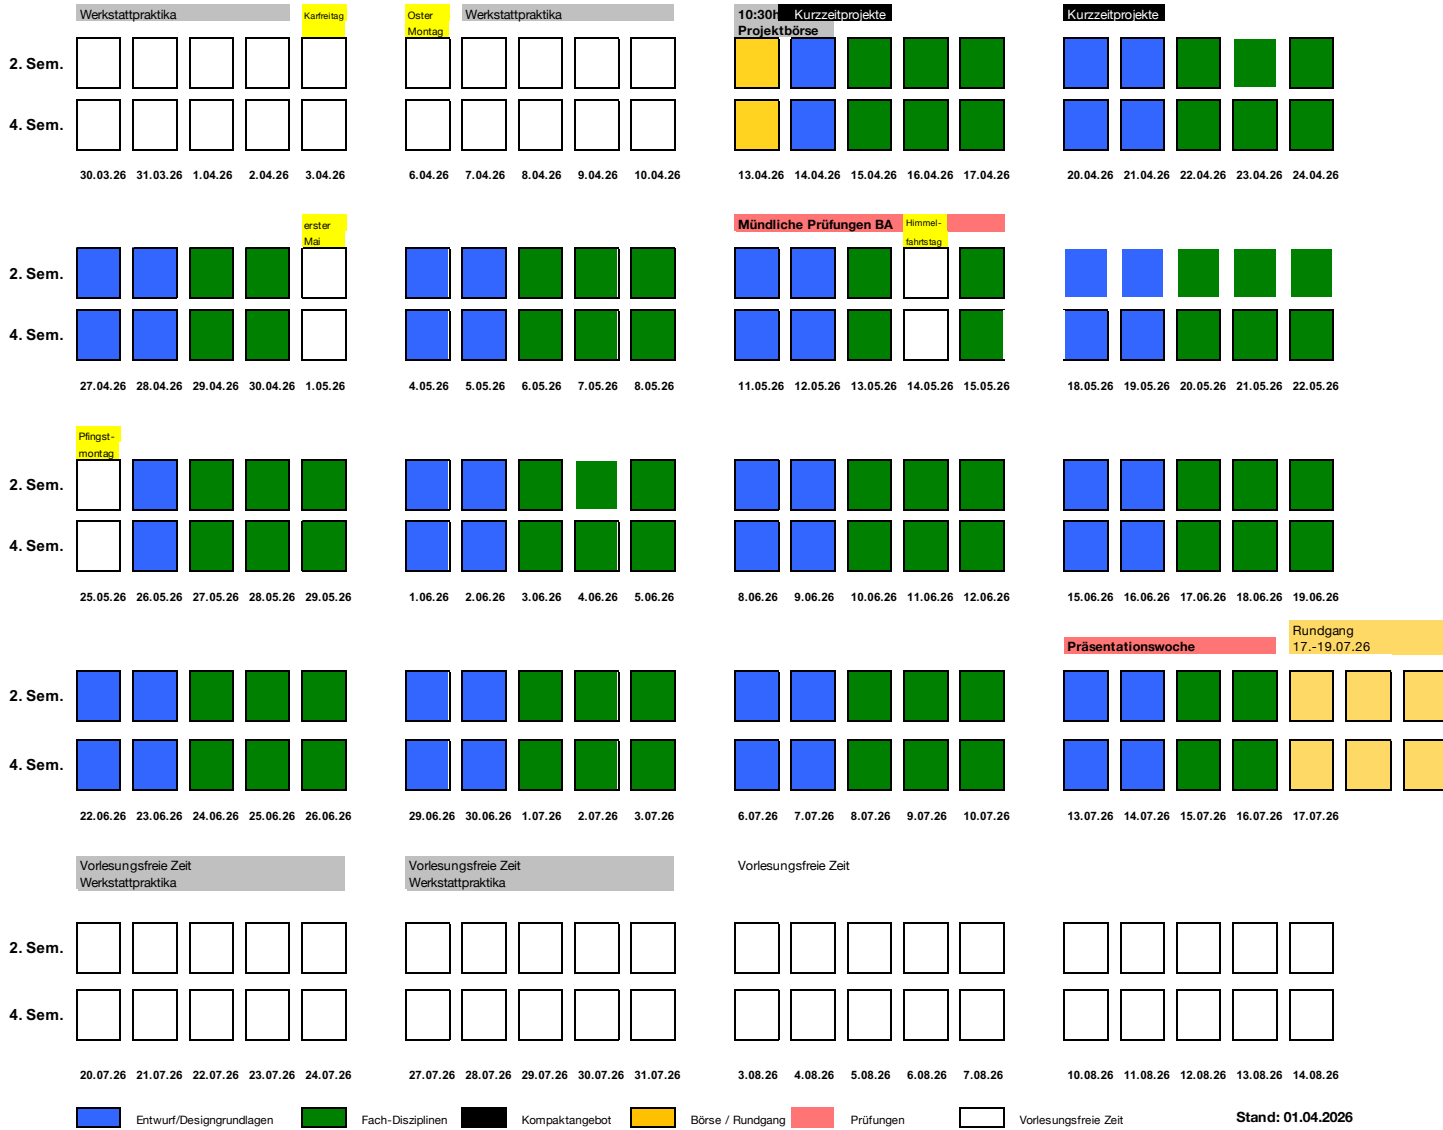 Werkstattpraktika
Karfreitag
Oster
Montag
Werkstattpraktika
10:30h
Projektbörse
Kurzzeitprojekte
Kurzzeitprojekte
2. Sem.
4. Sem.
30.03.26 31.03.26 1.04.26 2.04.26 3.04.26 6.04.26 7.04.26 8.04.26 9.04.26 10.04.26 13.04.26 14.04.26 15.04.26 16.04.26 17.04.26 20.04.26 21.04.26 22.04.26 23.04.26 24.04.26
erster
Mai
Mündliche Prüfungen BA
Himmel-
fahrtstag
2. Sem.
4. Sem.
27.04.26 28.04.26 29.04.26 30.04.26 1.05.26 4.05.26 5.05.26 6.05.26 7.05.26 8.05.26 11.05.26 12.05.26 13.05.26 14.05.26 15.05.26 18.05.26 19.05.26 20.05.26 21.05.26 22.05.26
Pfingst-
montag
2. Sem.
4. Sem.
25.05.26 26.05.26 27.05.26 28.05.26 29.05.26 1.06.26 2.06.26 3.06.26 4.06.26 5.06.26 8.06.26 9.06.26 10.06.26 11.06.26 12.06.26 15.06.26 16.06.26 17.06.26 18.06.26 19.06.26
Präsentationswoche
Rundgang
17.-19.07.26
2. Sem.
4. Sem.
22.06.26 23.06.26 24.06.26 25.06.26 26.06.26 29.06.26 30.06.26 1.07.26 2.07.26 3.07.26 6.07.26 7.07.26 8.07.26 9.07.26 10.07.26 13.07.26 14.07.26 15.07.26 16.07.26 17.07.26
Vorlesungsfreie Zeit
Werkstattpraktika
Vorlesungsfreie Zeit
Werkstattpraktika
Vorlesungsfreie Zeit
2. Sem.
4. Sem.
20.07.26 21.07.26 22.07.26 23.07.26 24.07.26 27.07.26 28.07.26 29.07.26 30.07.26 31.07.26 3.08.26 4.08.26 5.08.26 6.08.26 7.08.26 10.08.26 11.08.26 12.08.26 13.08.26 14.08.26
Entwurf/Designgrundlagen Fach-Disziplinen Kompaktangebot Börse / Rundgang Prüfungen Vorlesungsfreie Zeit Stand: 01.04.2026